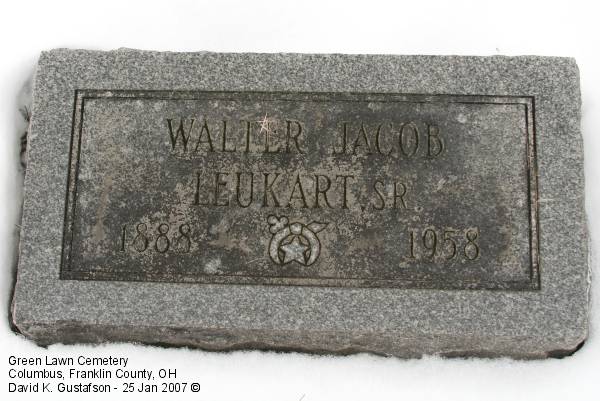 WALTER JACOB
LEUKART, SR
1888 1958
Green Lawn Cemetery
Columbus, Franklin County, OH
David K. Gustafson - 25 Jan 2007 ©